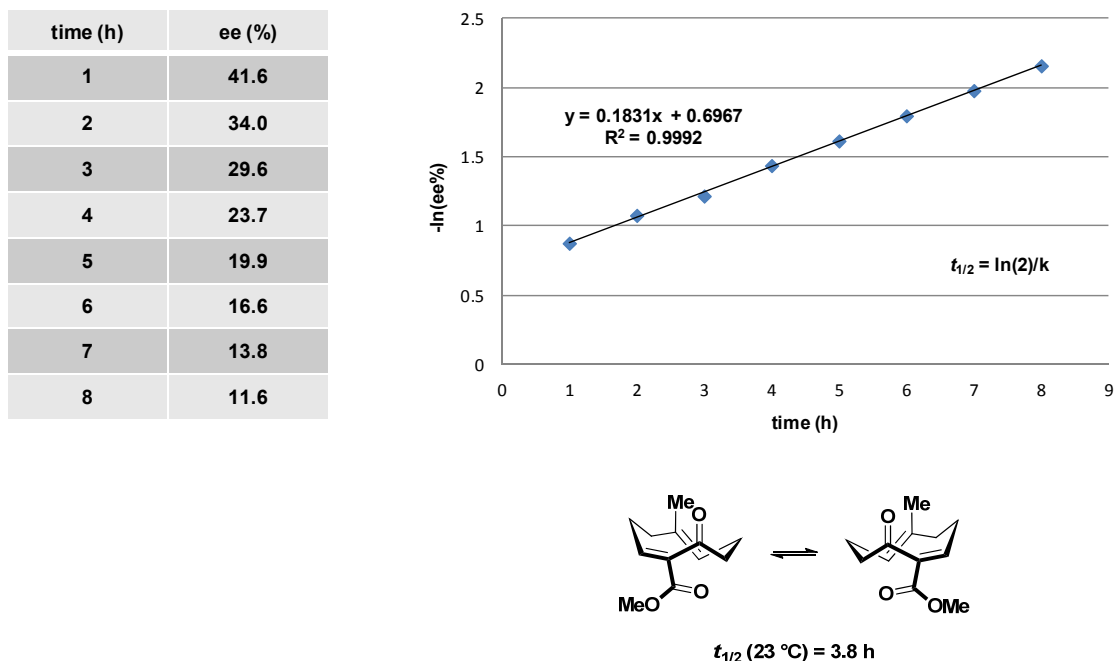 time (h) ee (%)
1 41.6
2 34.0
3 29.6
4 23.7
5 19.9
6 16.6
7 13.8
8 11.6
2.5
2
1.5
1
0.5
0
-ln(ee%)
y = 0.1831x + 0.6967
R² = 0.9992
t1/2 = ln(2)/k
0 1 2 3 4 5 6 7 8 9
time (h)
Me O Me
O
MeO O O OMe
t1/2 (23 °C) = 3.8 h